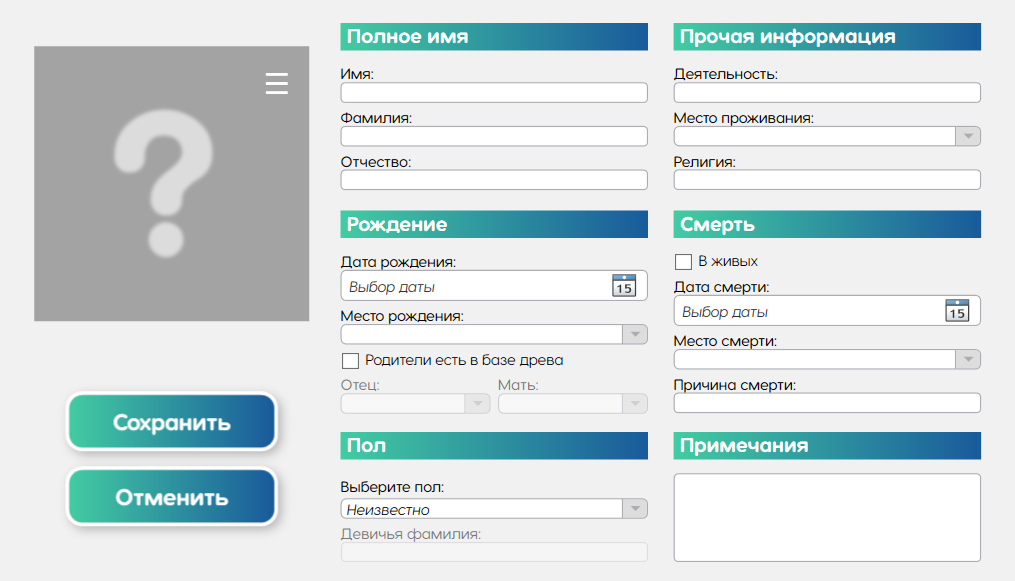 Полное имя
Имя:
Фамилия:
Отчество:
Рождение
Дата рождения:
Выбор даты
15
Место рождения:
Родители есть в базе древа
Отец:
Мать:
Пол
Выберите пол:
Неизвестно
Девичья фамилия:
Прочая информация
Деятельность:
Место проживания:
Религия:
Смерть
В живых
Дата смерти:
Выбор даты
15
Место смерти:
Причина смерти:
Примечания
?
Сохранить
Отменить